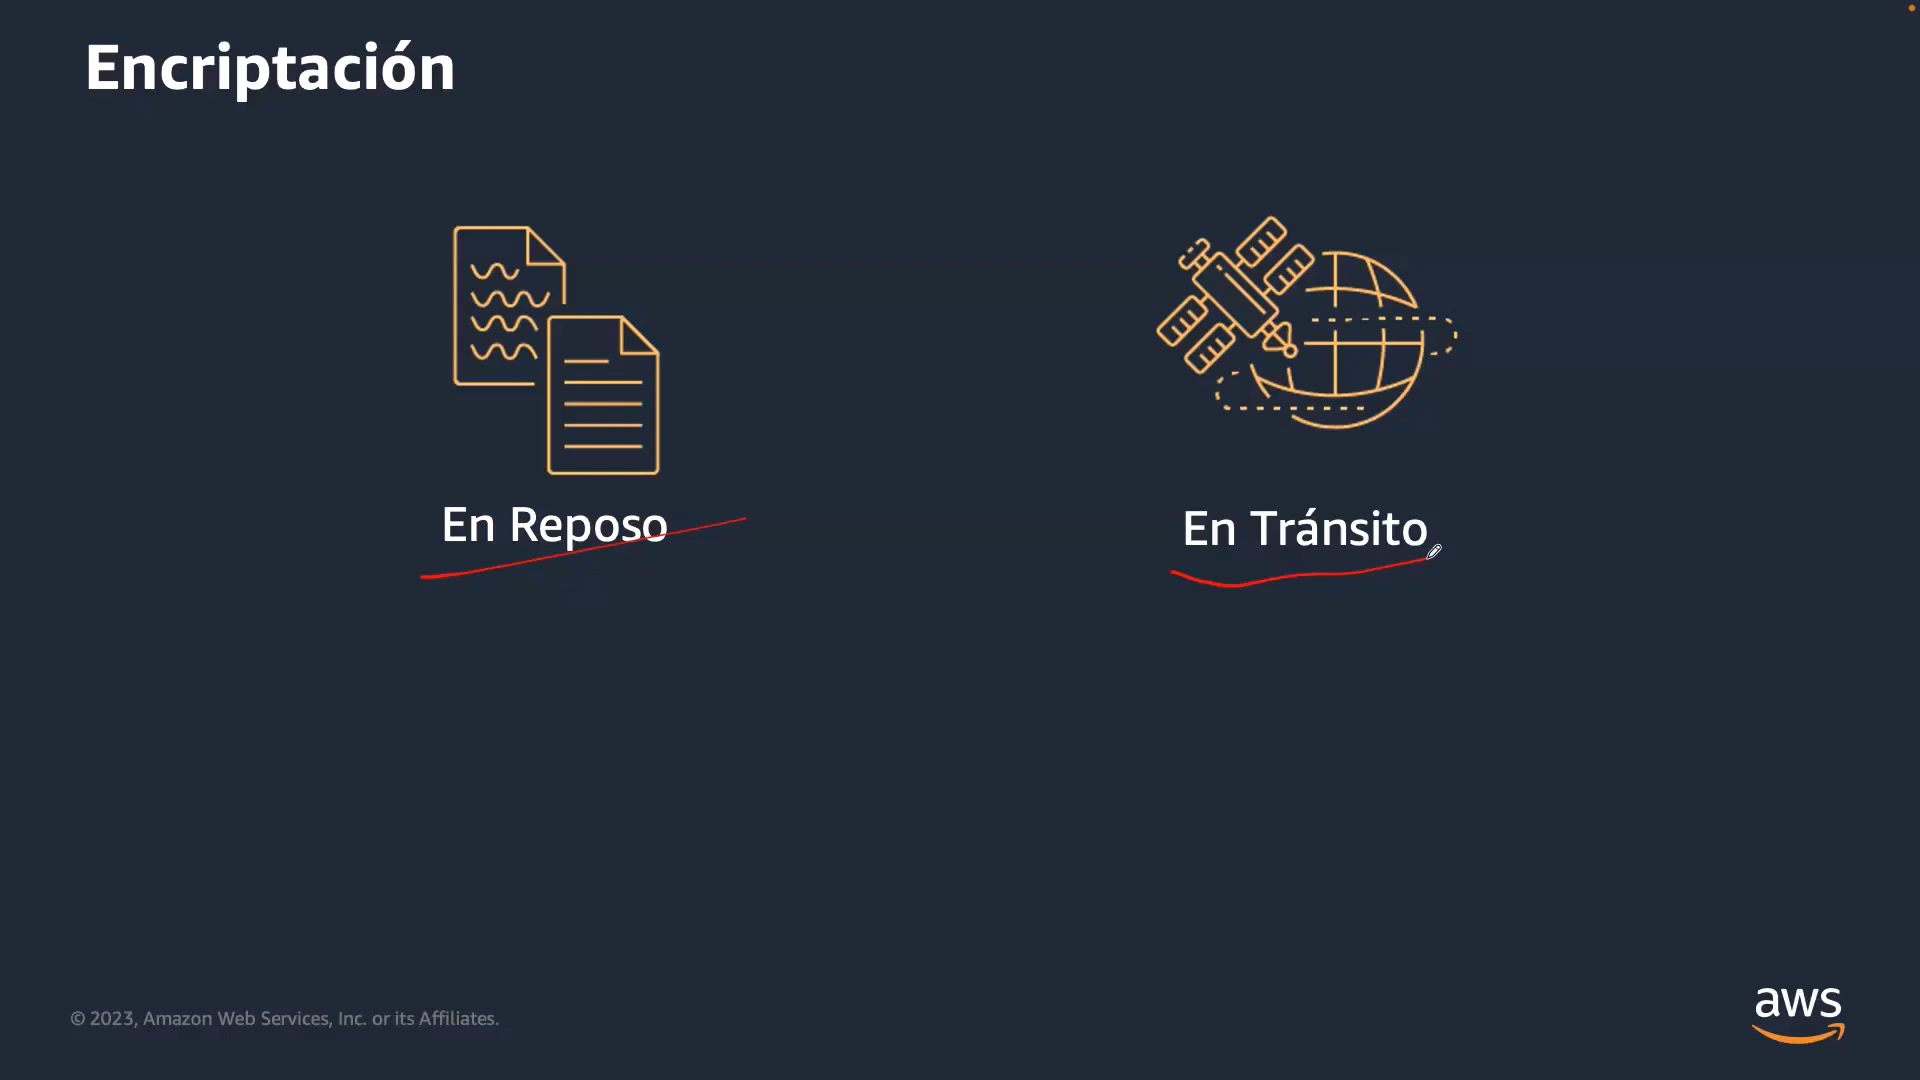 Encriptación
En Reposo
En Tránsito
© 2023, Amazon Web Services, Inc. or its Affiliates.
aws